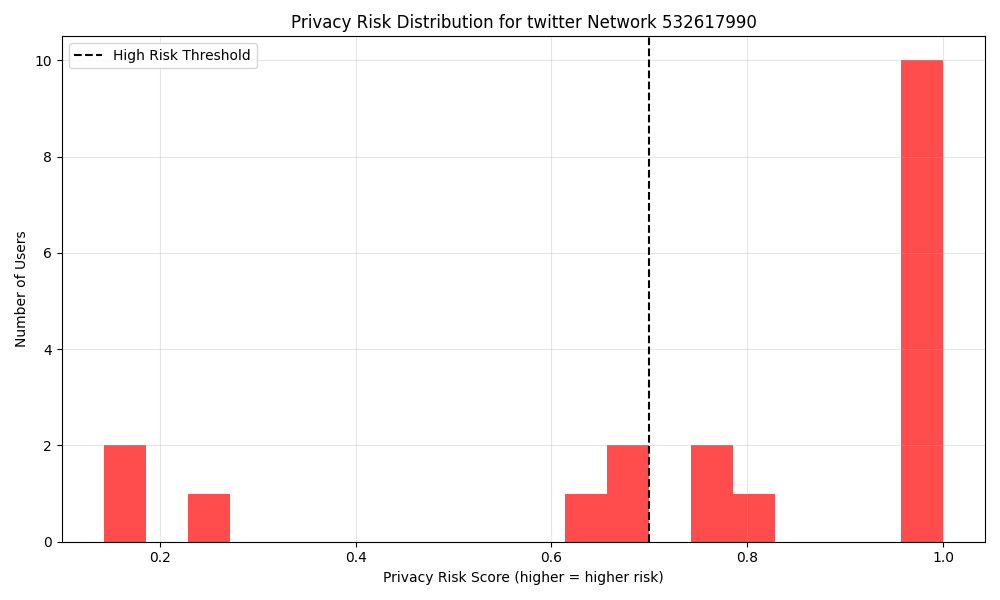 Privacy Risk Distribution for twitter Network 532617990
High Risk Threshold
Number of Users
10
8
6
4
2
0
0.2 0.4 0.6 0.8 1.0
Privacy Risk Score (higher = higher risk)